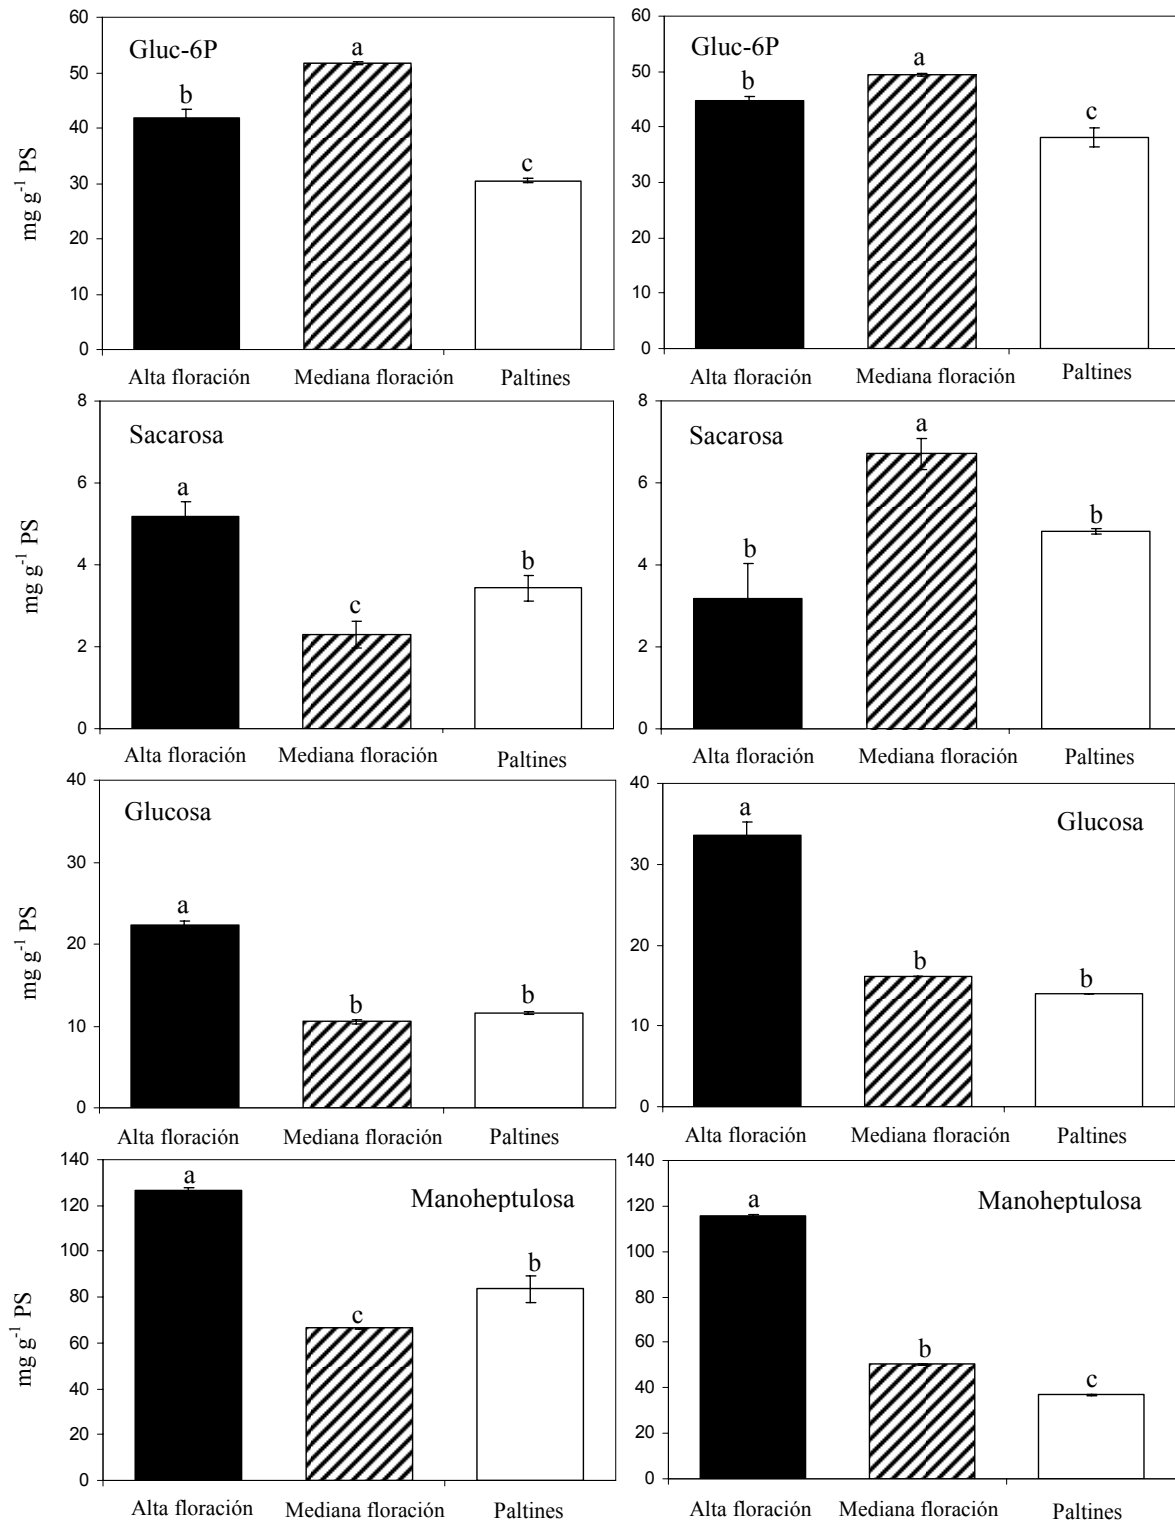 60
Gluc-6P
a
50
b
40
c
30
20
10
0
mg g⁻¹ PS
Alta floración Mediana floración Paltines
60
Gluc-6P
a
50
b
40
c
30
20
10
0
Alta floración Mediana floración Paltines
8
Sacarosa
6
a
4
b
c
2
0
mg g⁻¹ PS
Alta floración Mediana floración Paltines
8
Sacarosa
a
6
b
b
4
2
0
Alta floración Mediana floración Paltines
40
Glucosa
30
a
20
b
b
10
0
mg g⁻¹ PS
Alta floración Mediana floración Paltines
40
a
Glucosa
30
20
b
b
10
0
Alta floración Mediana floración Paltines
140
a
Manoheptulosa
120
100
b
80
c
60
40
20
0
mg g⁻¹ PS
Alta floración Mediana floración Paltines
140
a
Manoheptulosa
120
100
80
60
b
c
40
20
0
Alta floración Mediana floración Paltines